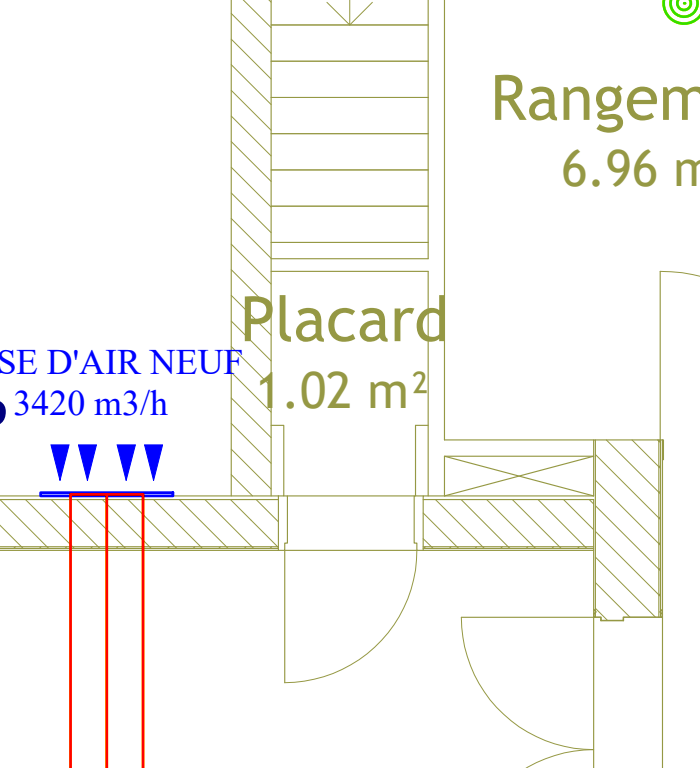 Rangem
6.96 m
Placard
1.02 m²
SE D'AIR NEUF
3420 m3/h